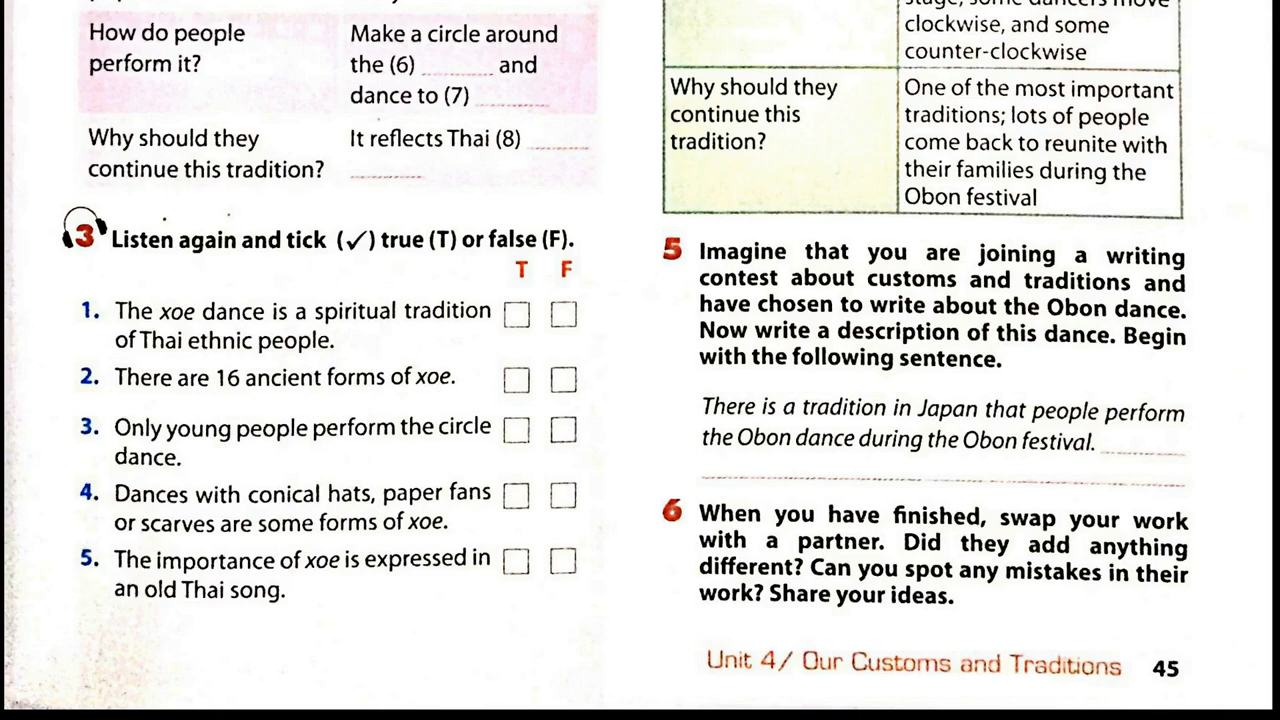 How do people
perform it?
Make a circle around
the (6) ............ and
dance to (7) ............
Why should they
continue this tradition?
It reflects Thai (8) ............
............
3 Listen again and tick (✓) true (T) or false (F).
T F
1. The xoe dance is a spiritual tradition
of Thai ethnic people.
2. There are 16 ancient forms of xoe.
3. Only young people perform the circle
dance.
4. Dances with conical hats, paper fans
or scarves are some forms of xoe.
5. The importance of xoe is expressed in
an old Thai song.
stage, some dancers move
clockwise, and some
counter-clockwise
Why should they
continue this
tradition?
One of the most important
traditions; lots of people
come back to reunite with
their families during the
Obon festival
5 Imagine that you are joining a writing
contest about customs and traditions and
have chosen to write about the Obon dance.
Now write a description of this dance. Begin
with the following sentence.
There is a tradition in Japan that people perform
the Obon dance during the Obon festival. ............
6 When you have finished, swap your work
with a partner. Did they add anything
different? Can you spot any mistakes in their
work? Share your ideas.
Unit 4/ Our Customs and Traditions 45